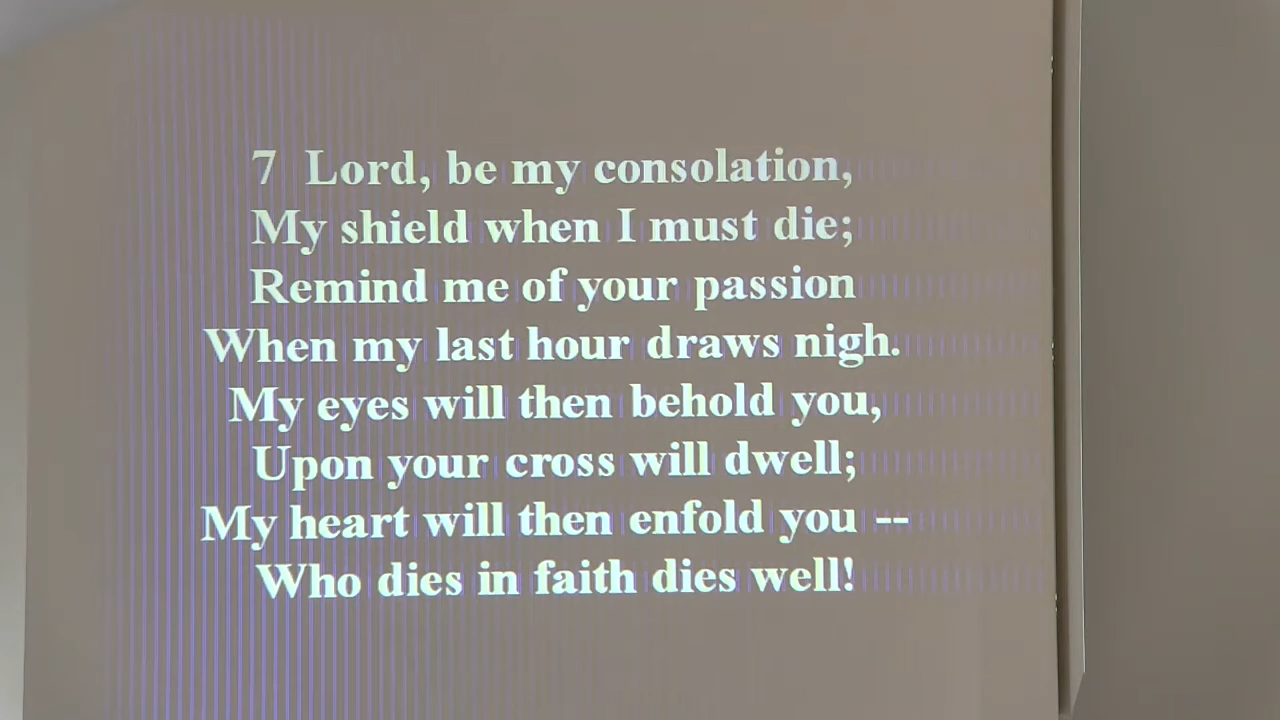 7 Lord, be my consolation,
My shield when I must die;
Remind me of your passion
When my last hour draws nigh.
My eyes will then behold you,
Upon your cross will dwell;
My heart will then enfold you --
Who dies in faith dies well!